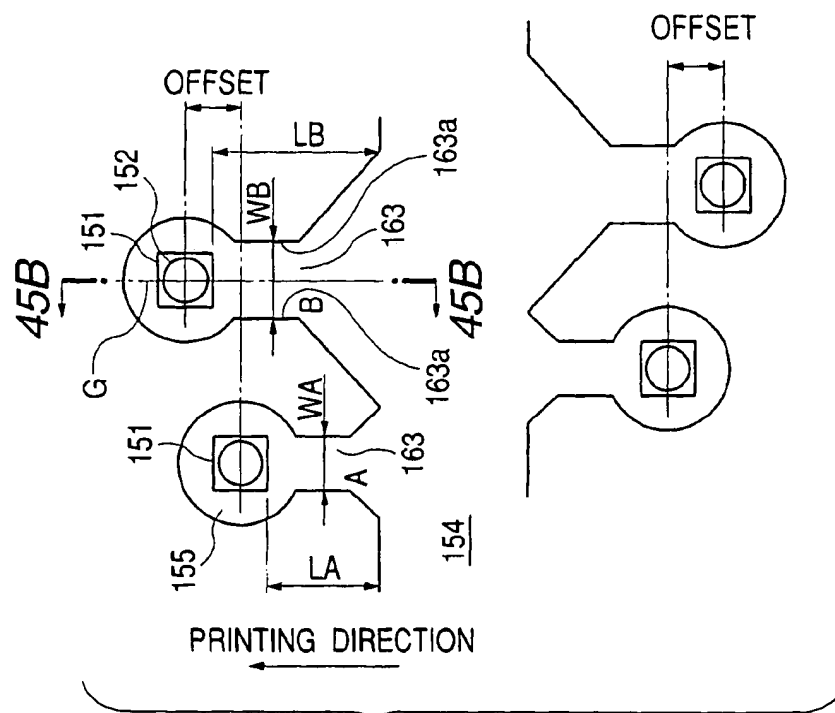 OFFSET
OFFSET
LB
152
WB
163a
151
163
45B
45B
B
G
163a
WA
151
163
A
155
LA
154
PRINTING DIRECTION